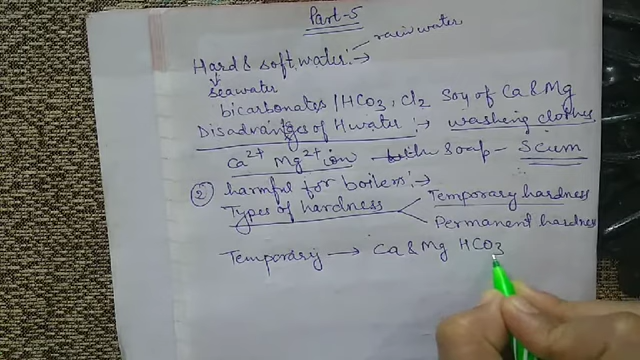 Part-5
rain water
Hard & soft water :→
seawater
bicarbonates / HCO3, Cl2 SO4 of Ca & Mg
Disadvantages of H water :→ washing clothes.
Ca2+ Mg2+ ion with Soap - Scum
② harmful for boilers :→
Types of hardness
Temporary hardness
Permanent hardness
Temporary → Ca & Mg HCO3